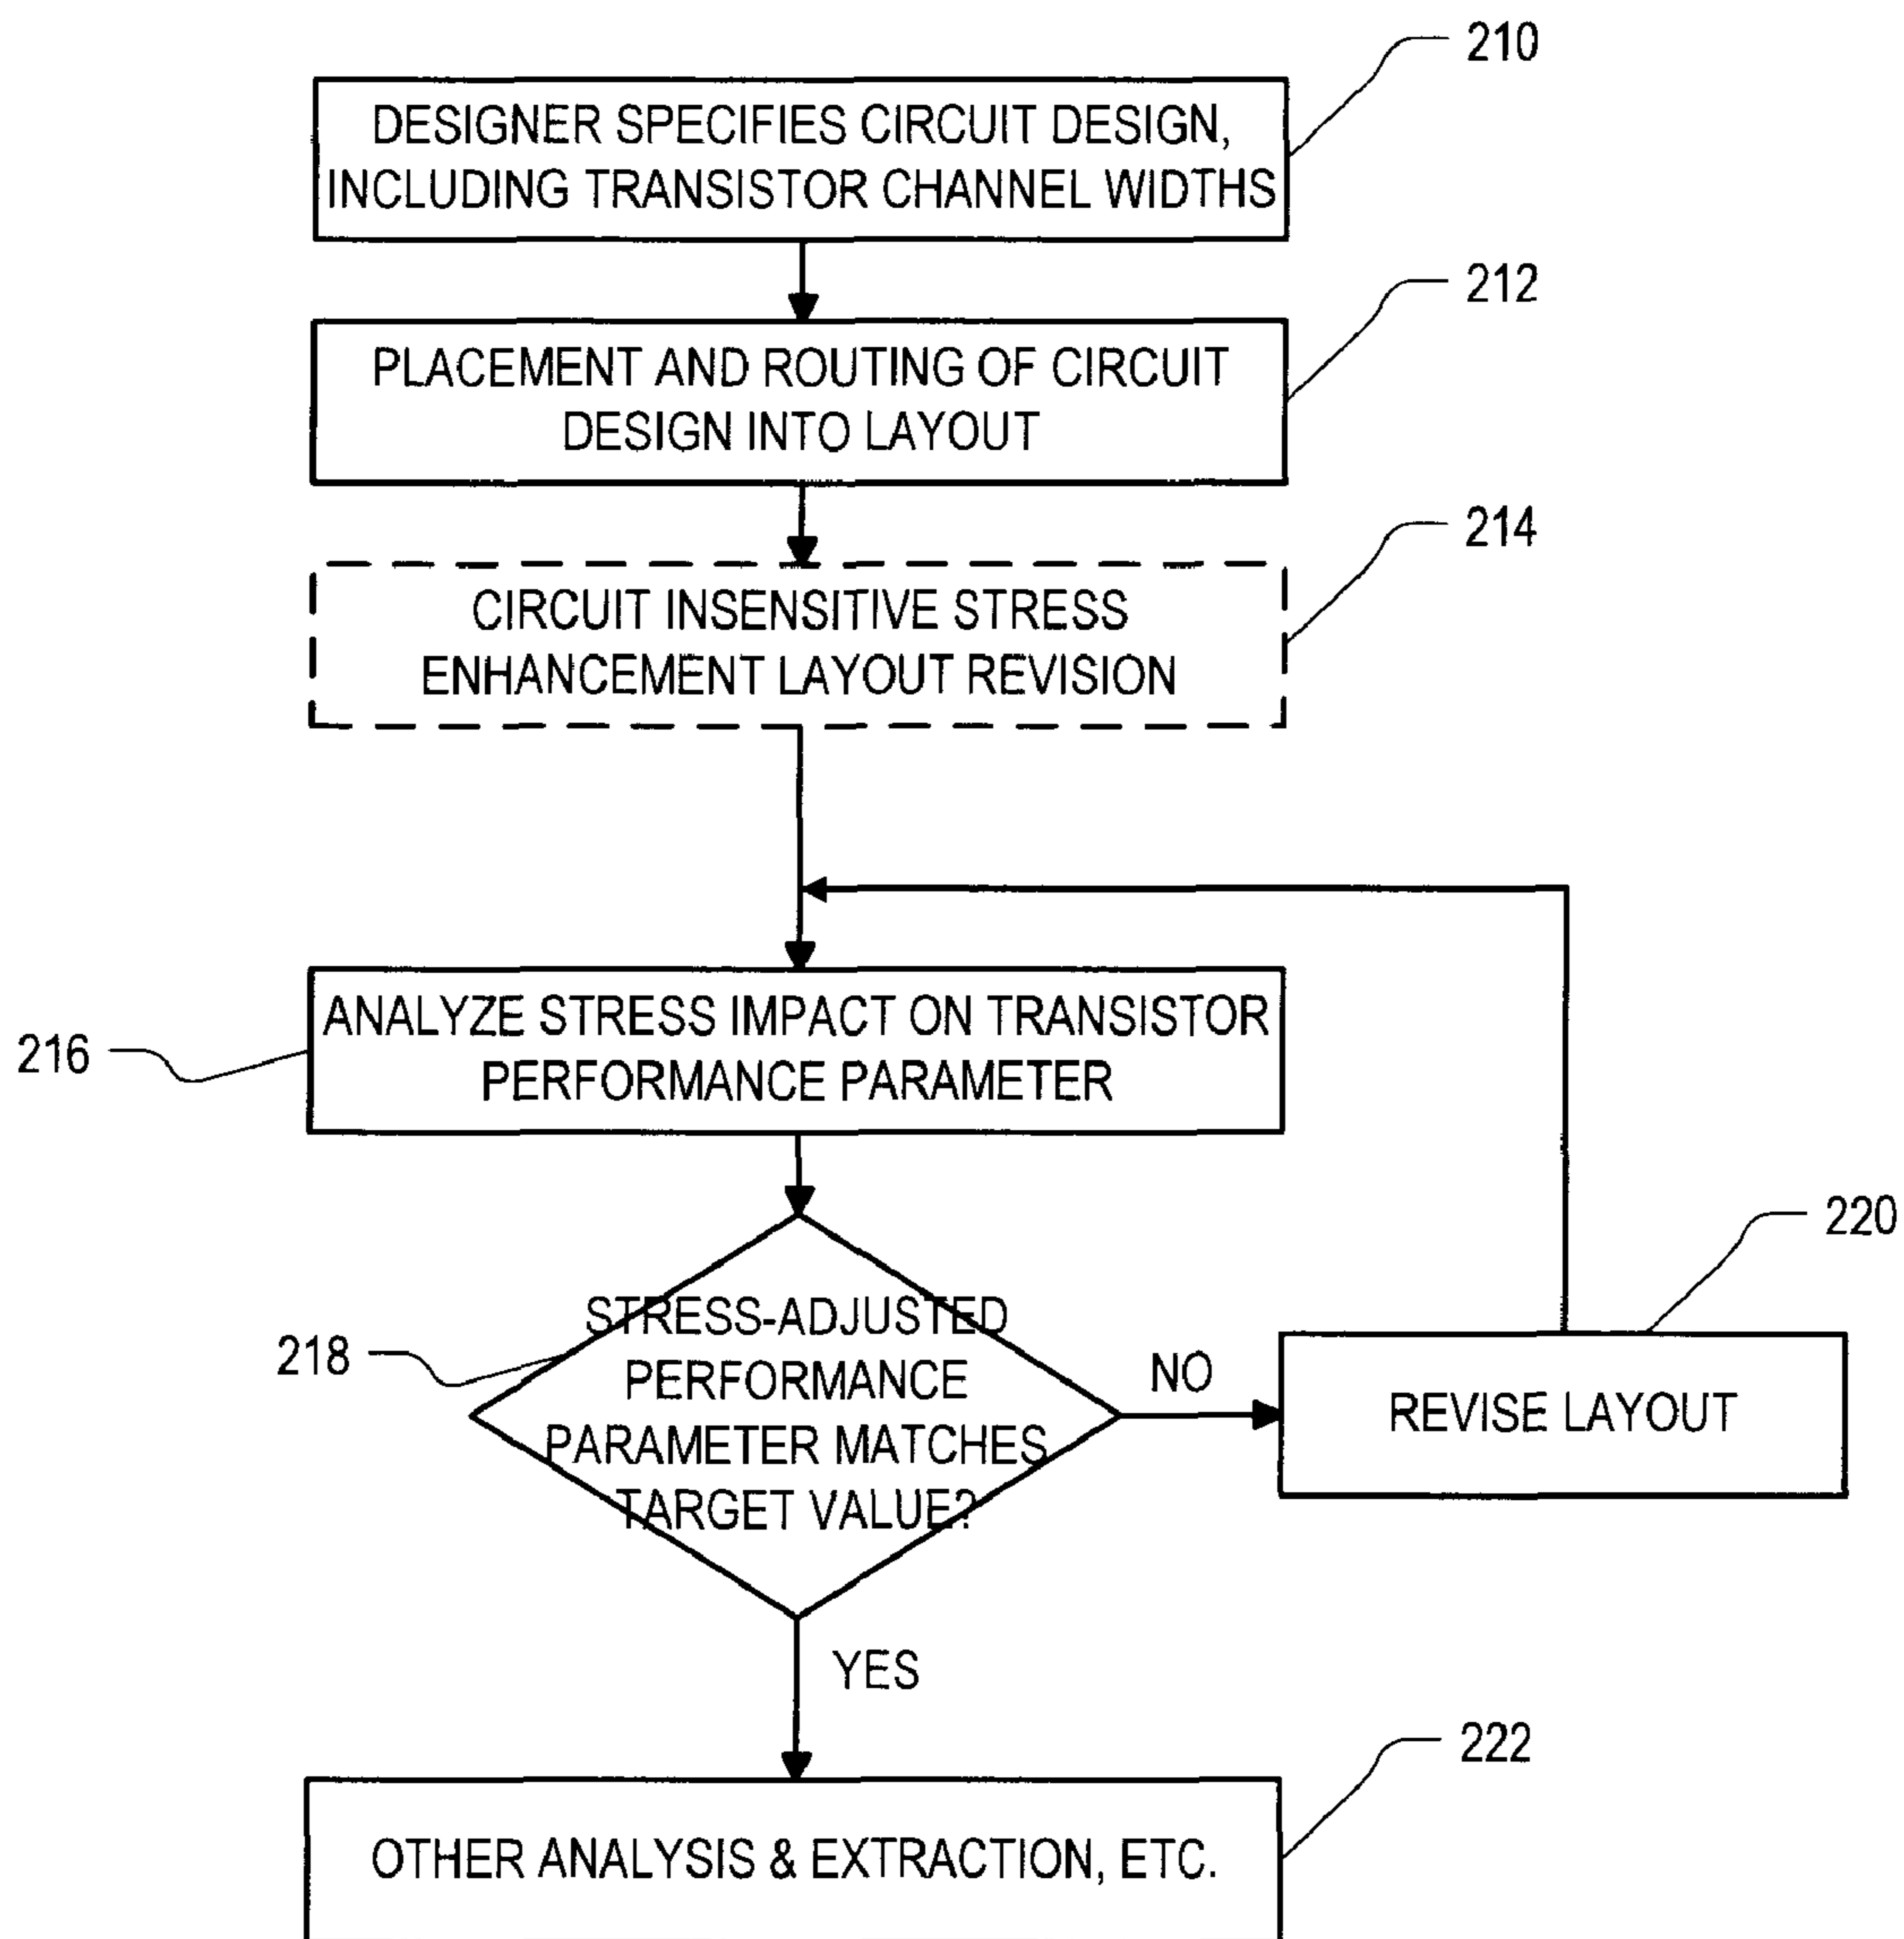 210
DESIGNER SPECIFIES CIRCUIT DESIGN,
INCLUDING TRANSISTOR CHANNEL WIDTHS
212
PLACEMENT AND ROUTING OF CIRCUIT
DESIGN INTO LAYOUT
214
CIRCUIT INSENSITIVE STRESS
ENHANCEMENT LAYOUT REVISION
216
ANALYZE STRESS IMPACT ON TRANSISTOR
PERFORMANCE PARAMETER
218
STRESS-ADJUSTED
PERFORMANCE
PARAMETER MATCHES
TARGET VALUE?
NO
220
REVISE LAYOUT
YES
222
OTHER ANALYSIS & EXTRACTION, ETC.